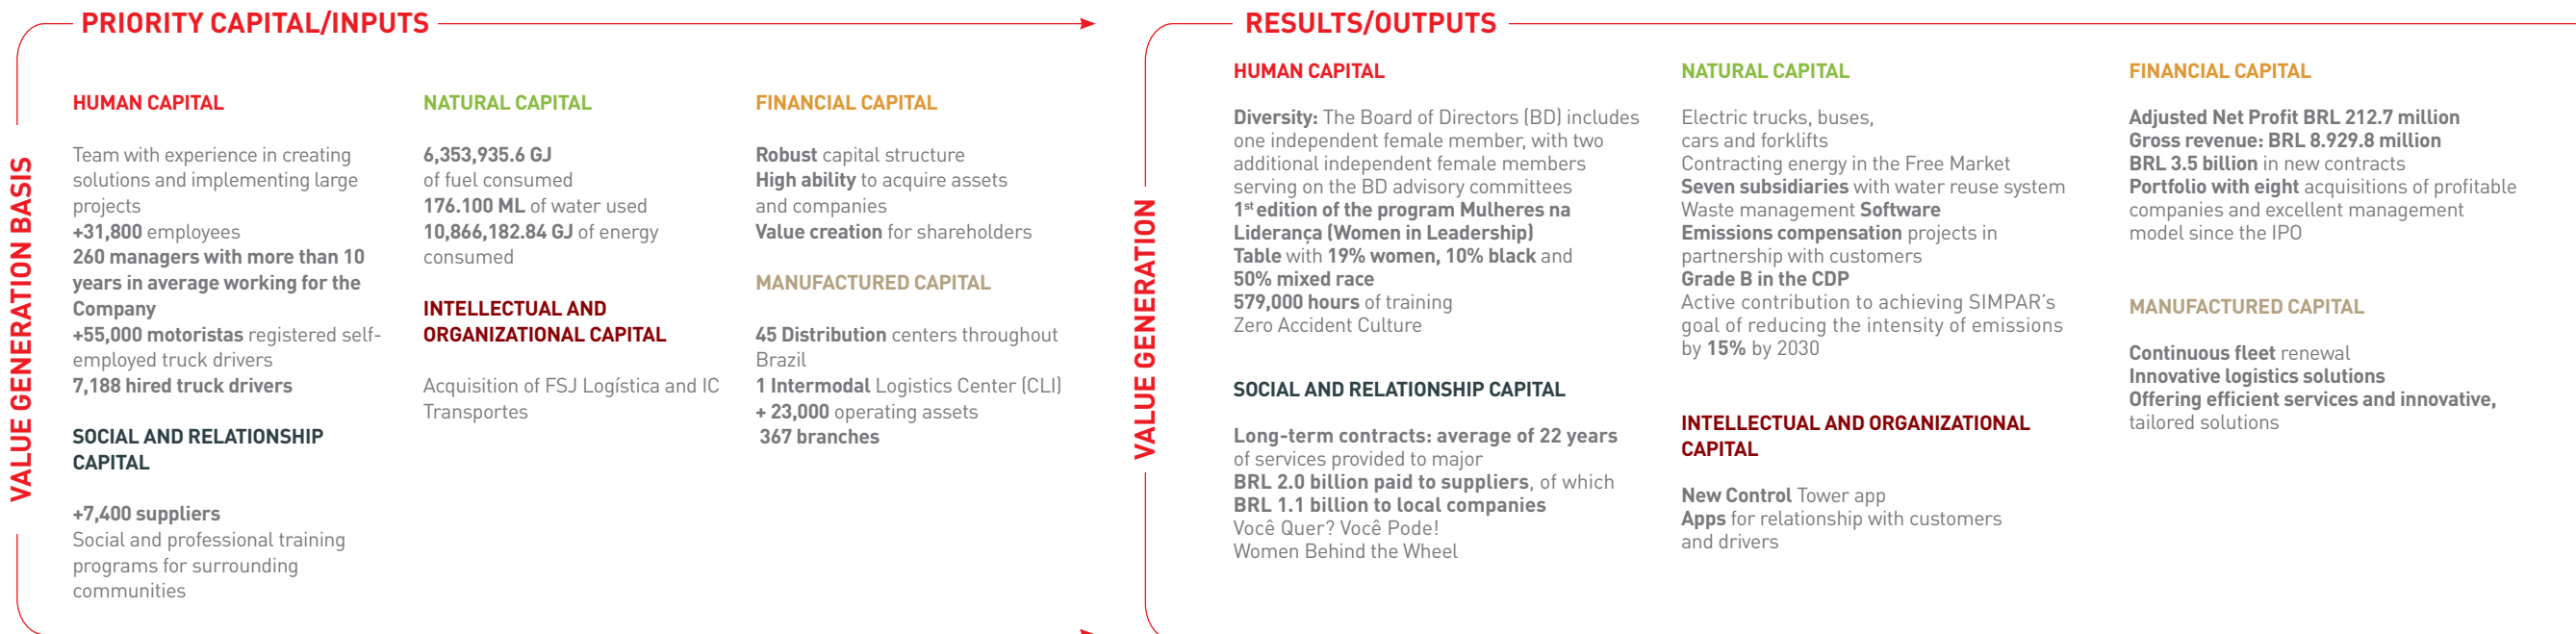 PRIORITY CAPITAL/INPUTS
VALUE GENERATION BASIS
HUMAN CAPITAL
Team with experience in creating
solutions and implementing large
projects
+31,800 employees
260 managers with more than 10
years in average working for the
Company
+55,000 motoristas registered self-
employed truck drivers
7,188 hired truck drivers
SOCIAL AND RELATIONSHIP
CAPITAL
+7,400 suppliers
Social and professional training
programs for surrounding
communities
NATURAL CAPITAL
6,353,935.6 GJ
of fuel consumed
176.100 ML of water used
10,866,182.84 GJ of energy
consumed
INTELLECTUAL AND
ORGANIZATIONAL CAPITAL
Acquisition of FSJ Logística and IC
Transportes
FINANCIAL CAPITAL
Robust capital structure
High ability to acquire assets
and companies
Value creation for shareholders
MANUFACTURED CAPITAL
45 Distribution centers throughout
Brazil
1 Intermodal Logistics Center (CLI)
+ 23,000 operating assets
367 branches
RESULTS/OUTPUTS
VALUE GENERATION
HUMAN CAPITAL
Diversity: The Board of Directors (BD) includes
one independent female member, with two
additional independent female members
serving on the BD advisory committees
1st edition of the program Mulheres na
Liderança (Women in Leadership)
Table with 19% women, 10% black and
50% mixed race
579,000 hours of training
Zero Accident Culture
SOCIAL AND RELATIONSHIP CAPITAL
Long-term contracts: average of 22 years
of services provided to major
BRL 2.0 billion paid to suppliers, of which
BRL 1.1 billion to local companies
Você Quer? Você Pode!
Women Behind the Wheel
NATURAL CAPITAL
Electric trucks, buses,
cars and forklifts
Contracting energy in the Free Market
Seven subsidiaries with water reuse system
Waste management Software
Emissions compensation projects in
partnership with customers
Grade B in the CDP
Active contribution to achieving SIMPAR's
goal of reducing the intensity of emissions
by 15% by 2030
INTELLECTUAL AND ORGANIZATIONAL
CAPITAL
New Control Tower app
Apps for relationship with customers
and drivers
FINANCIAL CAPITAL
Adjusted Net Profit BRL 212.7 million
Gross revenue: BRL 8.929.8 million
BRL 3.5 billion in new contracts
Portfolio with eight acquisitions of profitable
companies and excellent management
model since the IPO
MANUFACTURED CAPITAL
Continuous fleet renewal
Innovative logistics solutions
Offering efficient services and innovative,
tailored solutions